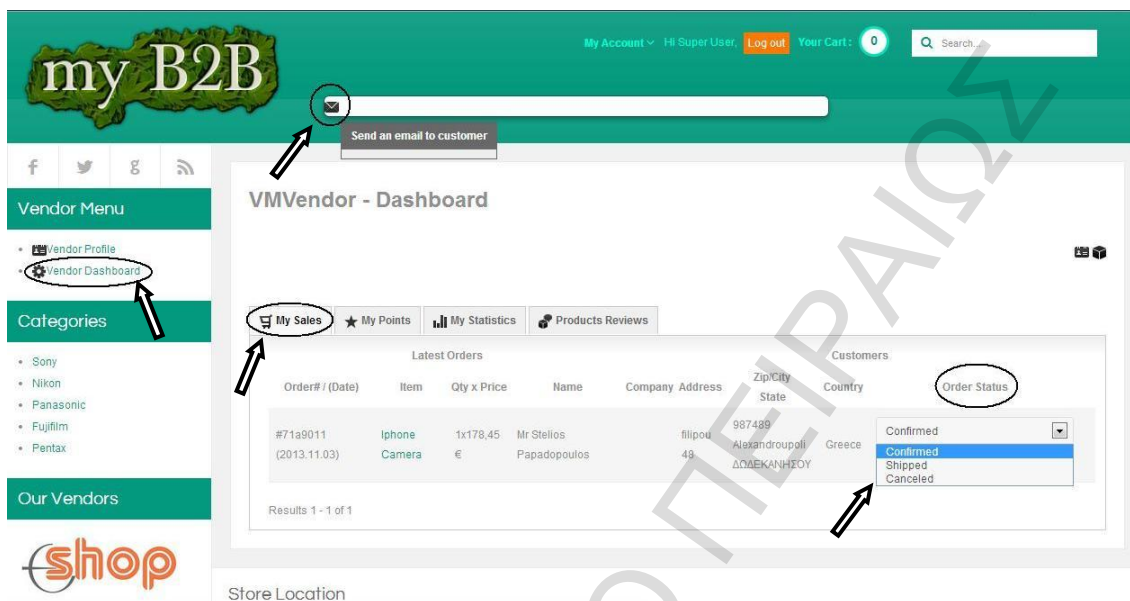 my B2B
My Account Hi Super User, Log out Your Cart: 0 Search...
Send an email to customer
f g
Vendor Menu
Vendor Profile
Vendor Dashboard
Categories
Sony
Nikon
Panasonic
Fujifilm
Pentax
Our Vendors
eshop
VMVendor - Dashboard
My Sales My Points My Statistics Products Reviews
Latest Orders Customers
Order# / (Date) Item Qty x Price Name Company Address Zip/City State Country Order Status
#71a9011 Iphone 1x178,45 Mr Stelios filipou 987489 Alexandroupoli Greece Confirmed
(2013.11.03) Camera € Papadopoulos 48 ΔΩΔΕΚΑΝΗΣΟΥ
Confirmed
Shipped
Canceled
Results 1 - 1 of 1
Store Location
Ο ΠΕΙΡΑΙΩΣ